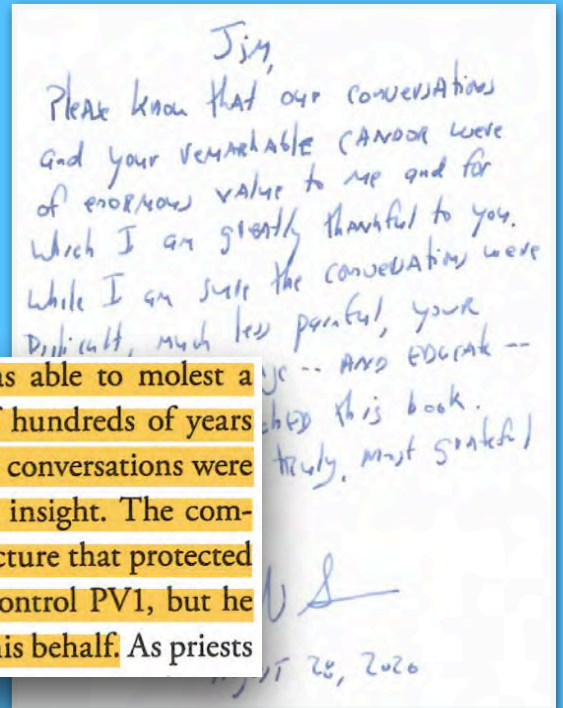 Jim,
Please know that our conversations
and your remarkable CANDOR were
of enormous value to me and for
which I am greatly thankful to you.
While I am sure the conversations were
Difficult, much less painful, your
-- AND EDUCATE --
this book.
truly, most grateful
28, 2020
as able to molest a
hundreds of years
conversations were
insight. The com-
cture that protected
ontrol PV1, but he
is behalf. As priests